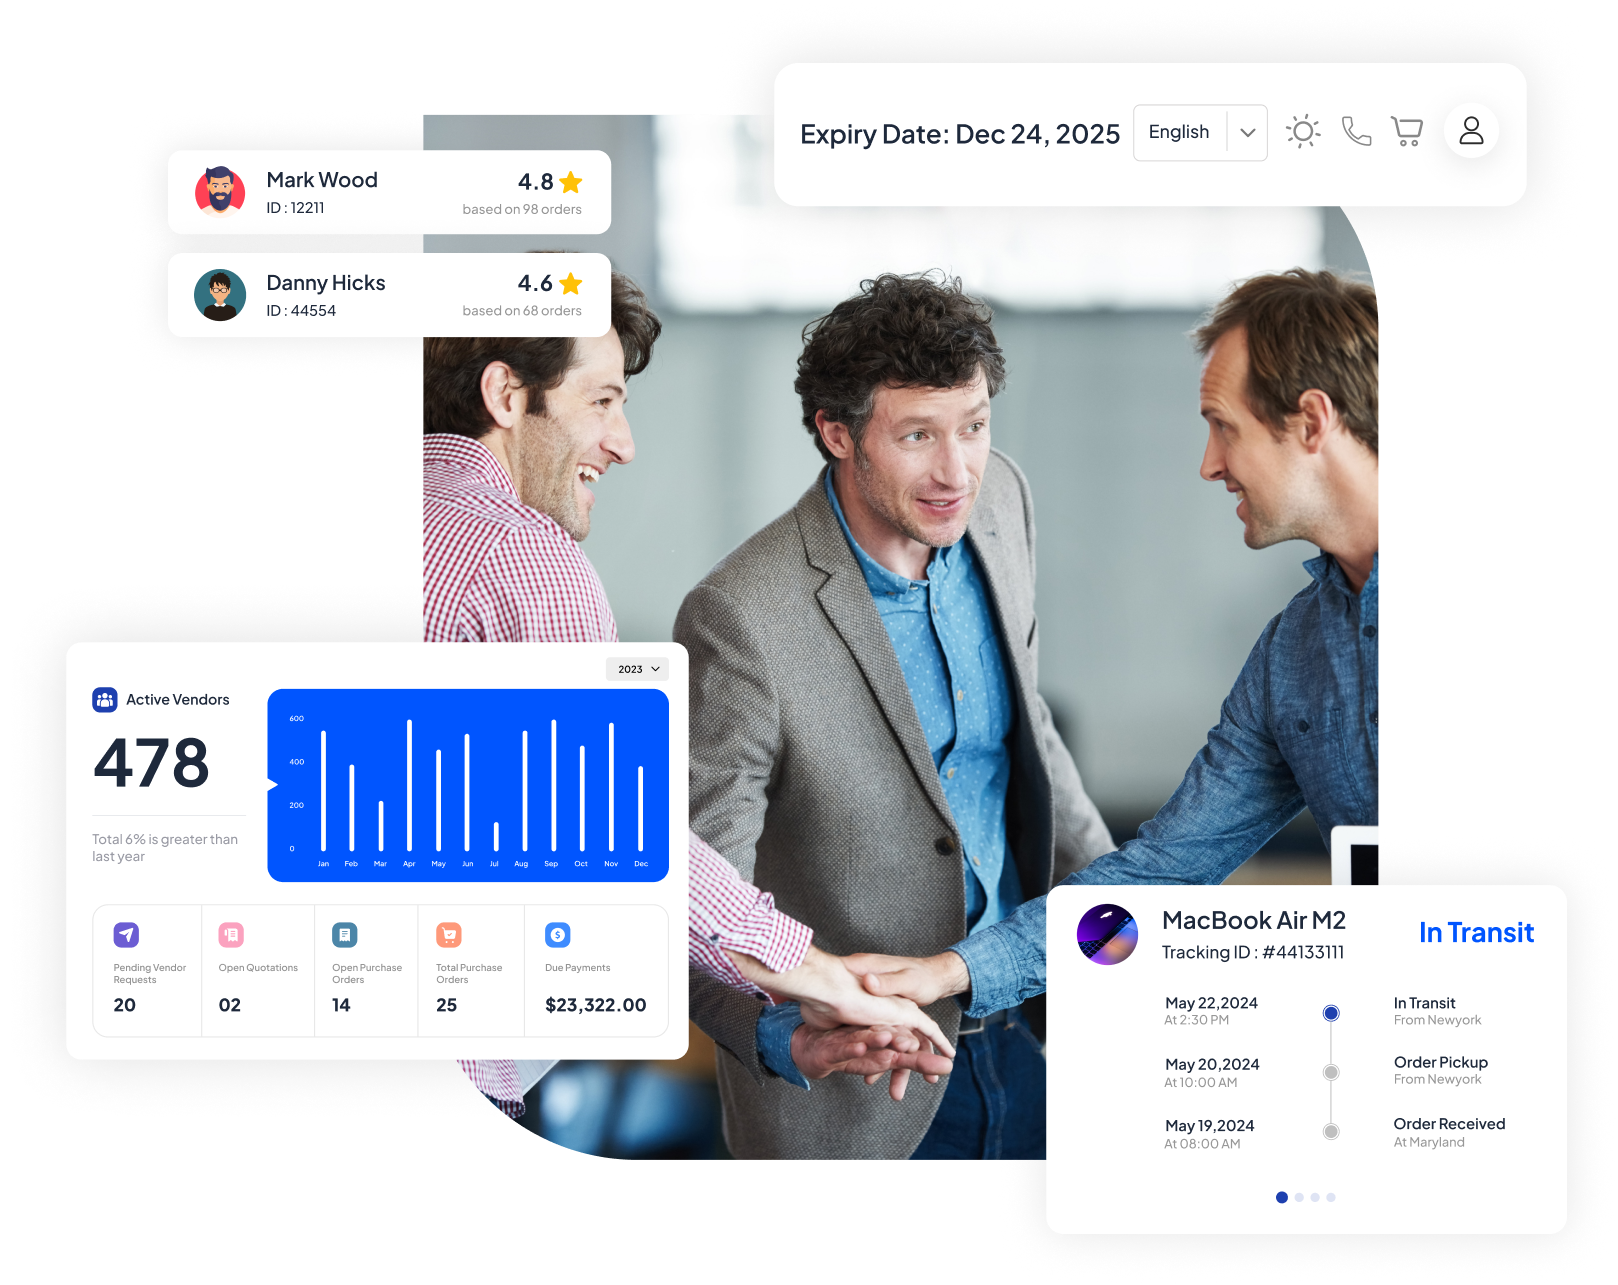 Expiry Date: Dec 24, 2025
English
Mark Wood
ID : 12211
4.8
based on 98 orders
Danny Hicks
ID : 44554
4.6
based on 68 orders
2023
Active Vendors
478
Total 6% is greater than
last year
600
400
200
0
Jan Feb Mar Apr May Jun Jul Aug Sep Oct Nov Dec
Pending Vendor
Requests
20
Open Quotations
02
Open Purchase
Orders
14
Total Purchase
Orders
25
Due Payments
$23,322.00
MacBook Air M2
Tracking ID : #44133111
In Transit
May 22,2024
At 2:30 PM
In Transit
From Newyork
May 20,2024
At 10:00 AM
Order Pickup
From Newyork
May 19,2024
At 08:00 AM
Order Received
At Maryland